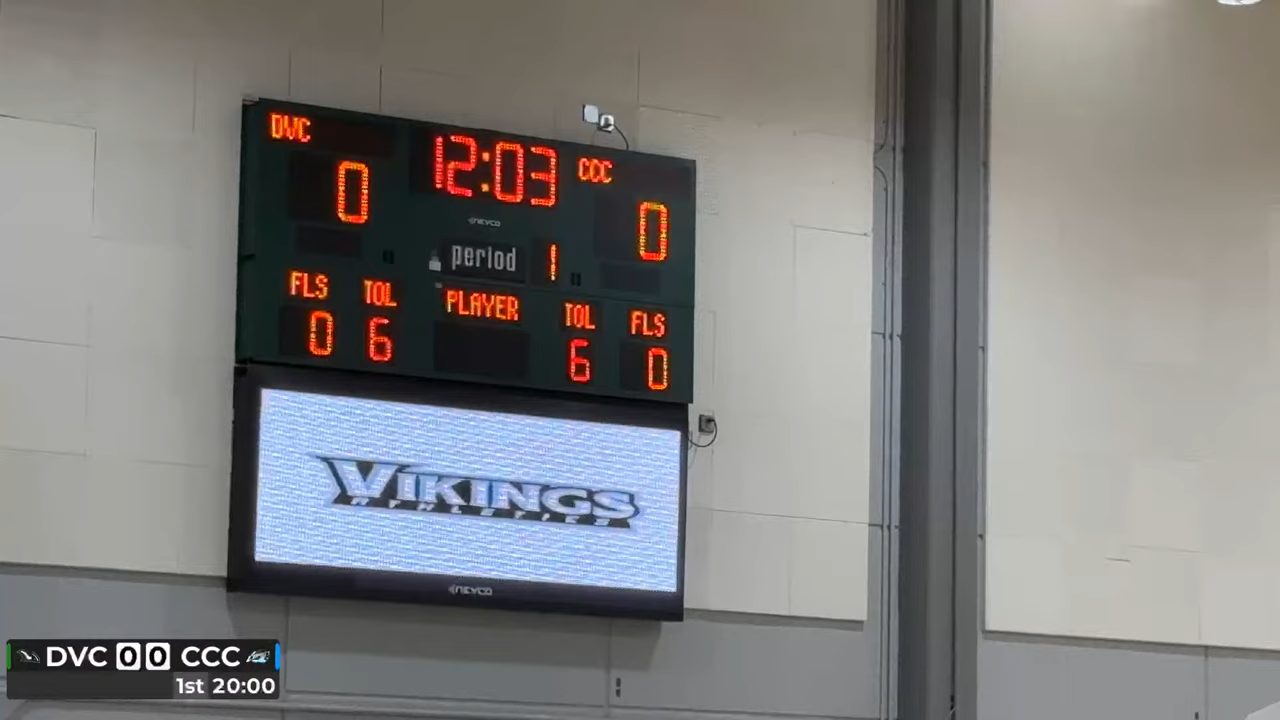 DVC
12:03
CCC
0
0
NEVCO
period 1
FLS TOL PLAYER TOL FLS
0 6 6 0
VIKINGS
ATHLETICS
NEVCO
DVC 0 0 CCC
1st 20:00